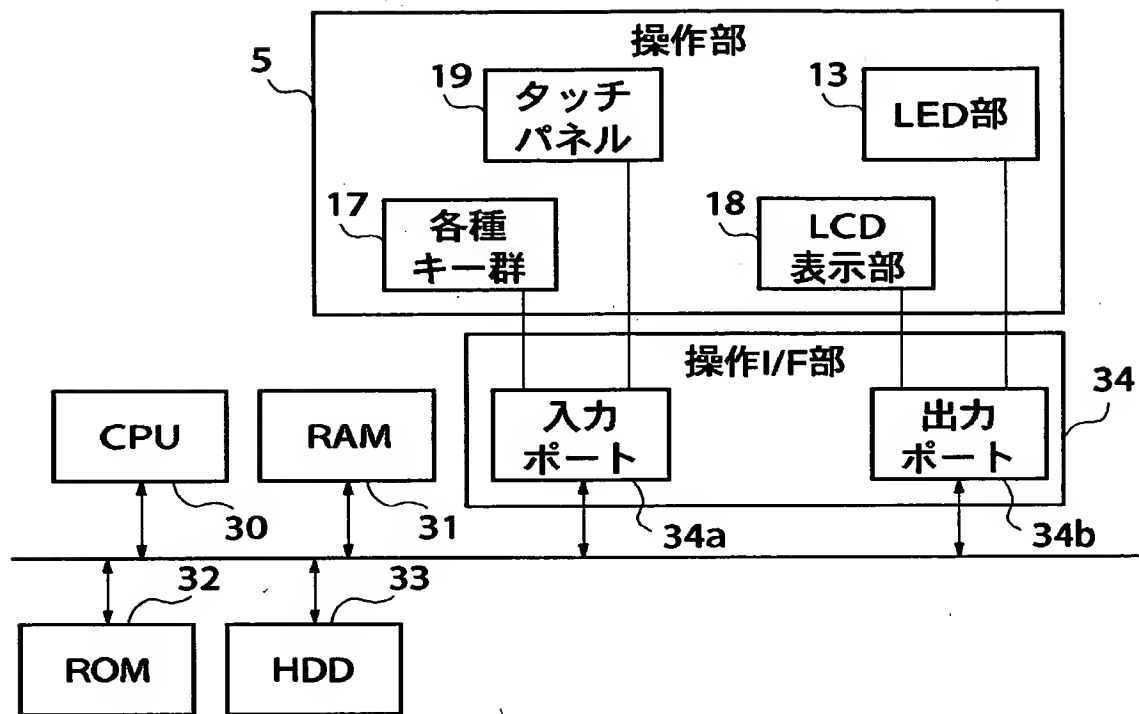 操作部
5
19
タッチ
パネル
13
LED部
17
各種
キー群
18
LCD
表示部
操作I/F部
34
CPU
RAM
入力
ポート
出力
ポート
30
31
34a
34b
32
33
ROM
HDD